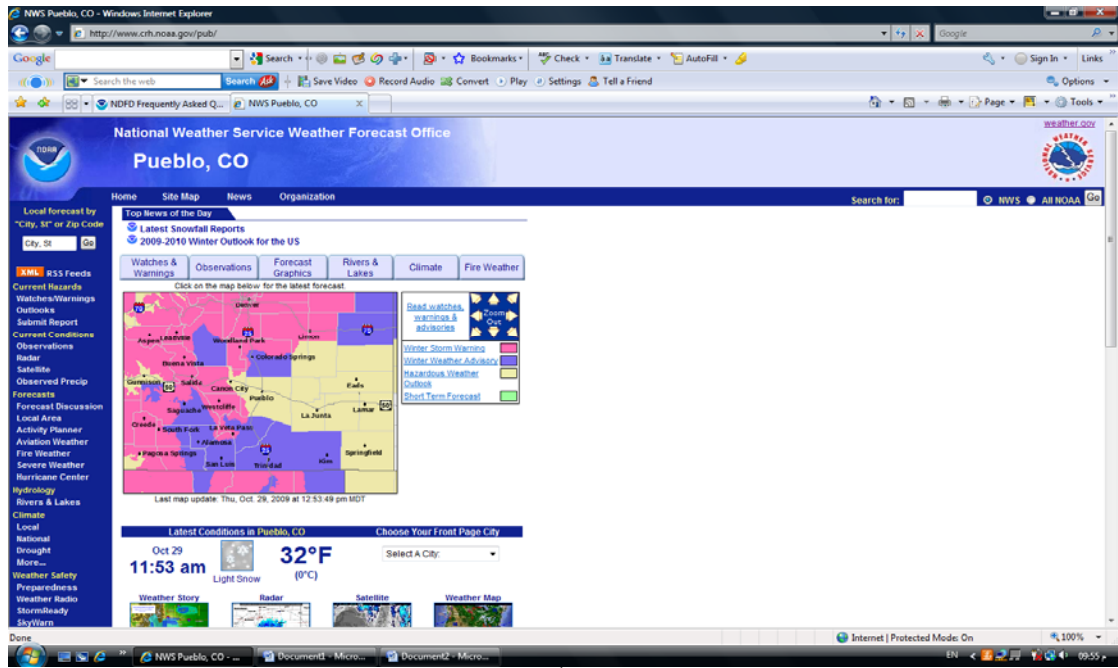 NWS Pueblo, CO - Windows Internet Explorer
http://www.crh.noaa.gov/pub/
Google
Google
Search
Bookmarks
Check
Translate
AutoFill
Sign In
Links
Search the web
Search
Save Video
Record Audio
Convert
Play
Settings
Tell a Friend
Options
NDFD Frequently Asked Q...
NWS Pueblo, CO
Page
Tools
National Weather Service Weather Forecast Office
weather.gov
Pueblo, CO
NOAA
Home Site Map News Organization
Search for:
NWS All NOAA Go
Local forecast by
"City, St" or Zip Code
City, St Go
XML RSS Feeds
Current Hazards
Watches/Warnings
Outlooks
Submit Report
Current Conditions
Observations
Radar
Satellite
Observed Precip
Forecasts
Forecast Discussion
Local Area
Activity Planner
Aviation Weather
Fire Weather
Severe Weather
Hurricane Center
Hydrology
Rivers & Lakes
Climate
Local
National
Drought
More...
Weather Safety
Preparedness
Weather Radio
StormReady
SkyWarn
Top News of the Day
Latest Snowfall Reports
2009-2010 Winter Outlook for the US
Watches & Warnings
Observations
Forecast Graphics
Rivers & Lakes
Climate
Fire Weather
Click on the map below for the latest forecast.
Denver
70
70
25
Aspen
Leadville
Woodland Park
Limon
Buena Vista
Colorado Springs
Gunnison
50
Salida
Canon City
Eads
Pueblo
Saguache
Westcliffe
La Junta
Lamar
50
Creede
South Fork
La Veta Pass
Alamosa
25
Pagosa Springs
San Luis
Trinidad
Kim
Springfield
Read watches,
warnings &
advisories
Zoom
Out
Winter Storm Warning
Winter Weather Advisory
Hazardous Weather
Outlook
Short Term Forecast
Last map update: Thu, Oct. 29, 2009 at 12:53:49 pm MDT
Latest Conditions in Pueblo, CO
Choose Your Front Page City
Oct 29
11:53 am
Light Snow
32°F
(0°C)
Select A City:
Weather Story
Radar
Satellite
Weather Map
Done
Internet | Protected Mode: On
100%
NWS Pueblo, CO - ...
Document1 - Micro...
Document2 - Micro...
EN